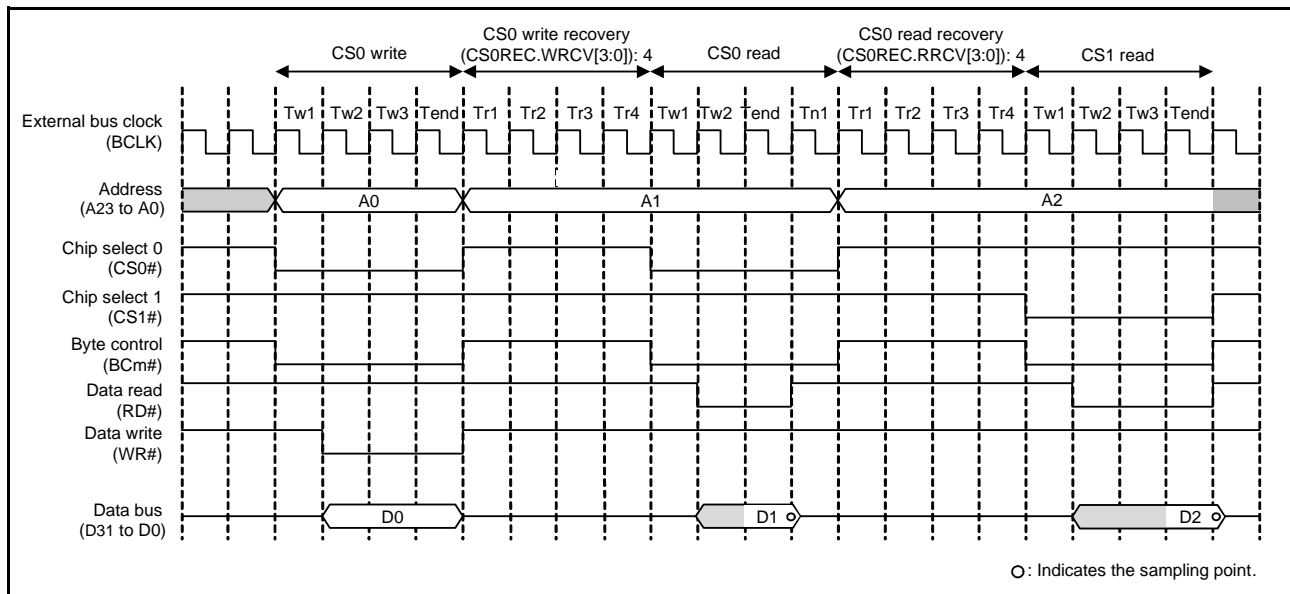 CS0 write
CS0 write recovery
(CS0REC.WRCV[3:0]): 4
CS0 read
CS0 read recovery
(CS0REC.RRCV[3:0]): 4
CS1 read
Tw1 Tw2 Tw3 Tend Tr1 Tr2 Tr3 Tr4 Tw1 Tw2 Tend Tn1 Tr1 Tr2 Tr3 Tr4 Tw1 Tw2 Tw3 Tend
External bus clock
(BCLK)
Address
(A23 to A0)
A0 A1 A2
Chip select 0
(CS0#)
Chip select 1
(CS1#)
Byte control
(BCm#)
Data read
(RD#)
Data write
(WR#)
Data bus
(D31 to D0)
D0 D1 D2
: Indicates the sampling point.